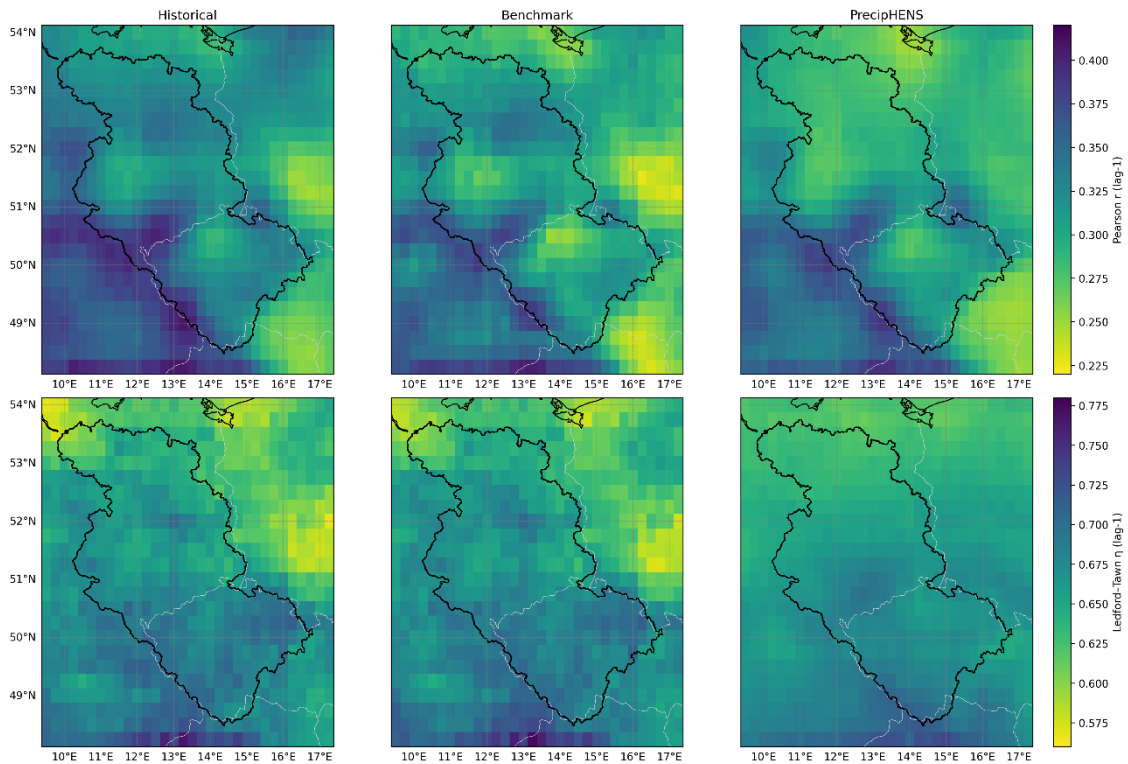 Historical
Benchmark
PrecipHENS
54°N
53°N
52°N
51°N
50°N
49°N
10°E 11°E 12°E 13°E 14°E 15°E 16°E 17°E
10°E 11°E 12°E 13°E 14°E 15°E 16°E 17°E
10°E 11°E 12°E 13°E 14°E 15°E 16°E 17°E
0.400
0.375
0.350
0.325
0.300
0.275
0.250
0.225
Pearson r (lag-1)
54°N
53°N
52°N
51°N
50°N
49°N
10°E 11°E 12°E 13°E 14°E 15°E 16°E 17°E
10°E 11°E 12°E 13°E 14°E 15°E 16°E 17°E
10°E 11°E 12°E 13°E 14°E 15°E 16°E 17°E
0.775
0.750
0.725
0.700
0.675
0.650
0.625
0.600
0.575
Ledford-Tawn η (lag-1)